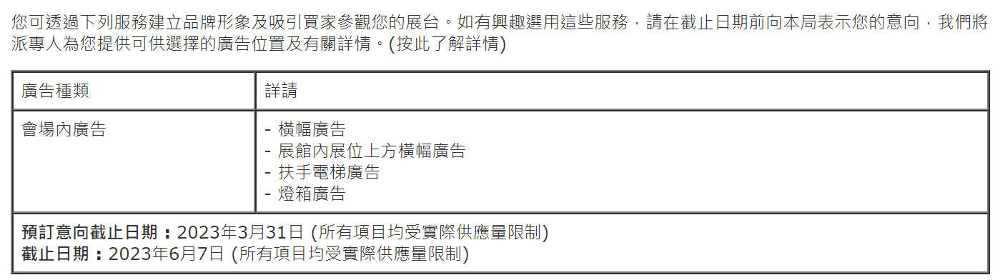 您可透過下列服務建立品牌形象及吸引買家參觀您的展台。如有興趣選用這些服務，請在截止日期前向本局表示您的意向，我們將
派專人為您提供可供選擇的廣告位置及有關詳情。(按此了解詳情)
廣告種類
詳請
會場內廣告
- 橫幅廣告
- 展館內展位上方橫幅廣告
- 扶手電梯廣告
- 燈箱廣告
預訂意向截止日期：2023年3月31日 (所有項目均受實際供應量限制)
截止日期：2023年6月7日 (所有項目均受實際供應量限制)